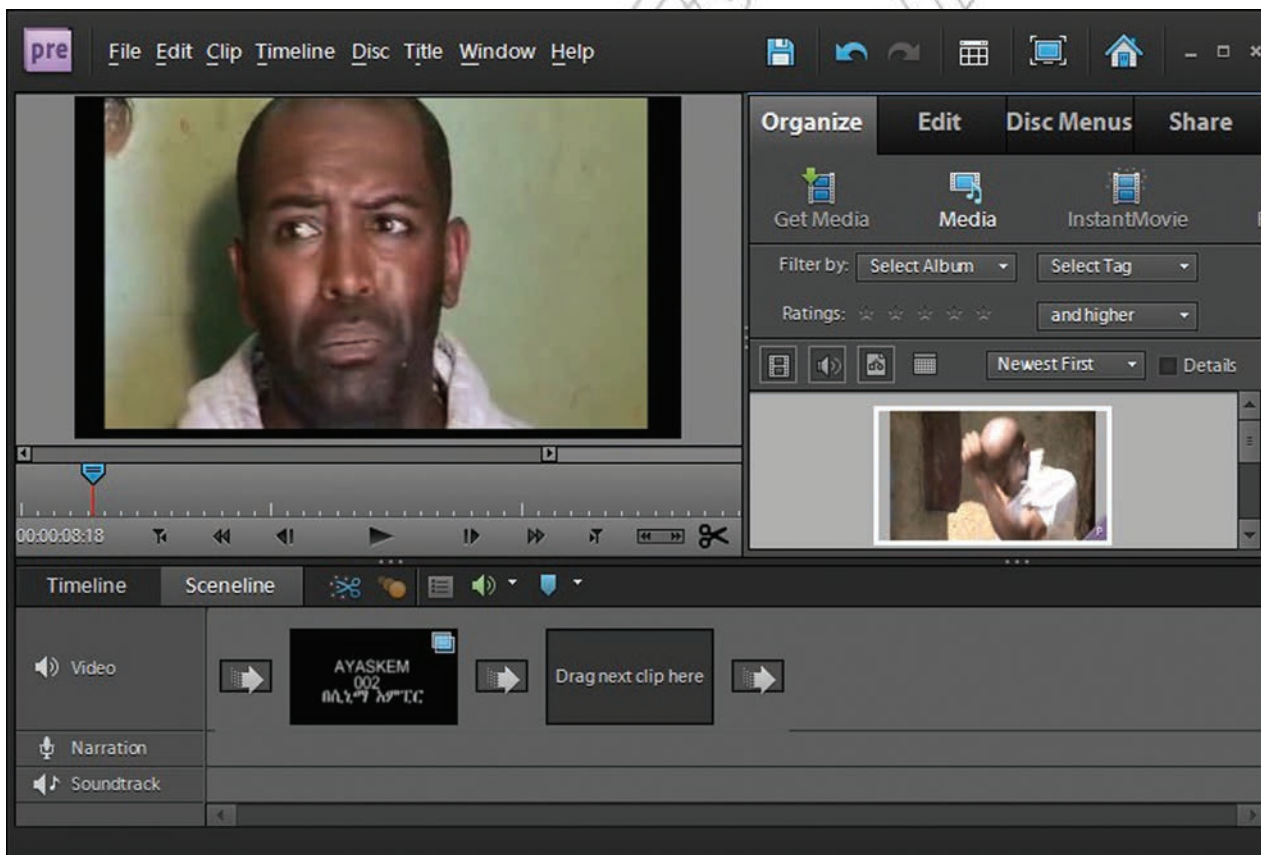 pre File Edit Clip Timeline Disc Title Window Help
Organize Edit Disc Menus Share
Get Media Media InstantMovie
Filter by: Select Album Select Tag
Ratings: and higher
Newest First Details
00:00:08:18
Timeline Sceneline
Video
AYASKEM
002
በሲኒማ እምፒር
Drag next clip here
Narration
Soundtrack